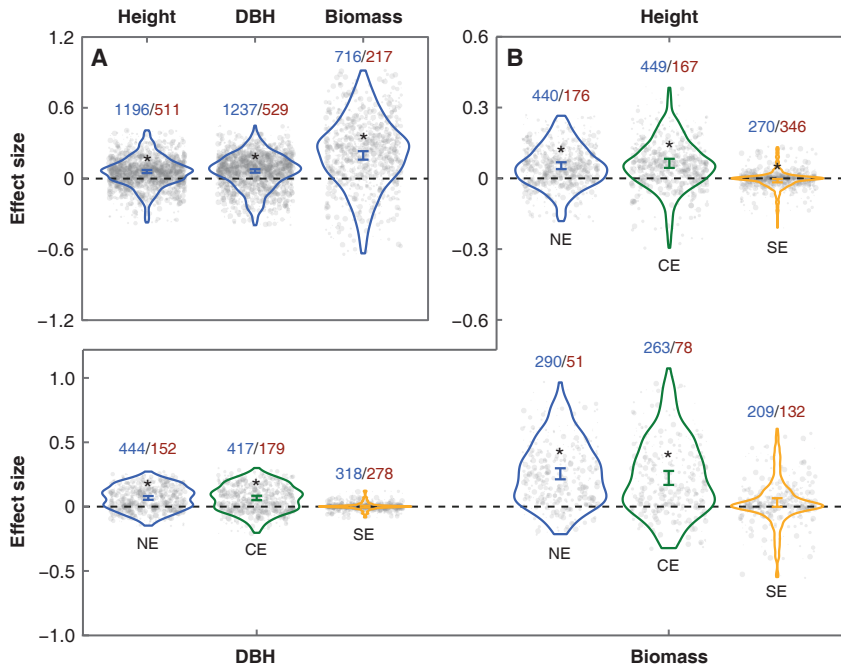 Height DBH Biomass Height
1.2 A 716/217
0.6 B
449/167
1196/511 1237/529
440/176
0.6 0.3
270/346
* * * * * *
Effect size
0 0
NE CE SE
−0.6 −0.3
−1.2 −0.6
290/51 263/78
209/132
1.0
444/152 417/179
318/278
0.5
* * * *
Effect size
0
NE CE SE NE CE SE
−0.5
−1.0
DBH Biomass